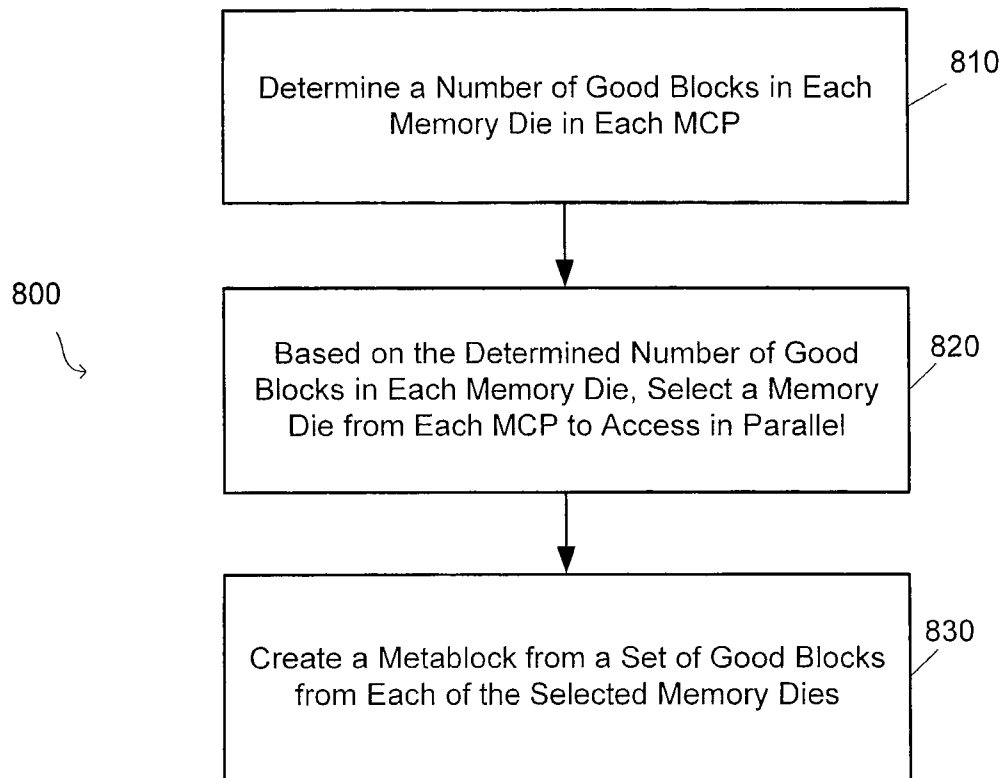 Determine a Number of Good Blocks in Each
Memory Die in Each MCP
810
800
Based on the Determined Number of Good
Blocks in Each Memory Die, Select a Memory
Die from Each MCP to Access in Parallel
820
Create a Metablock from a Set of Good Blocks
from Each of the Selected Memory Dies
830